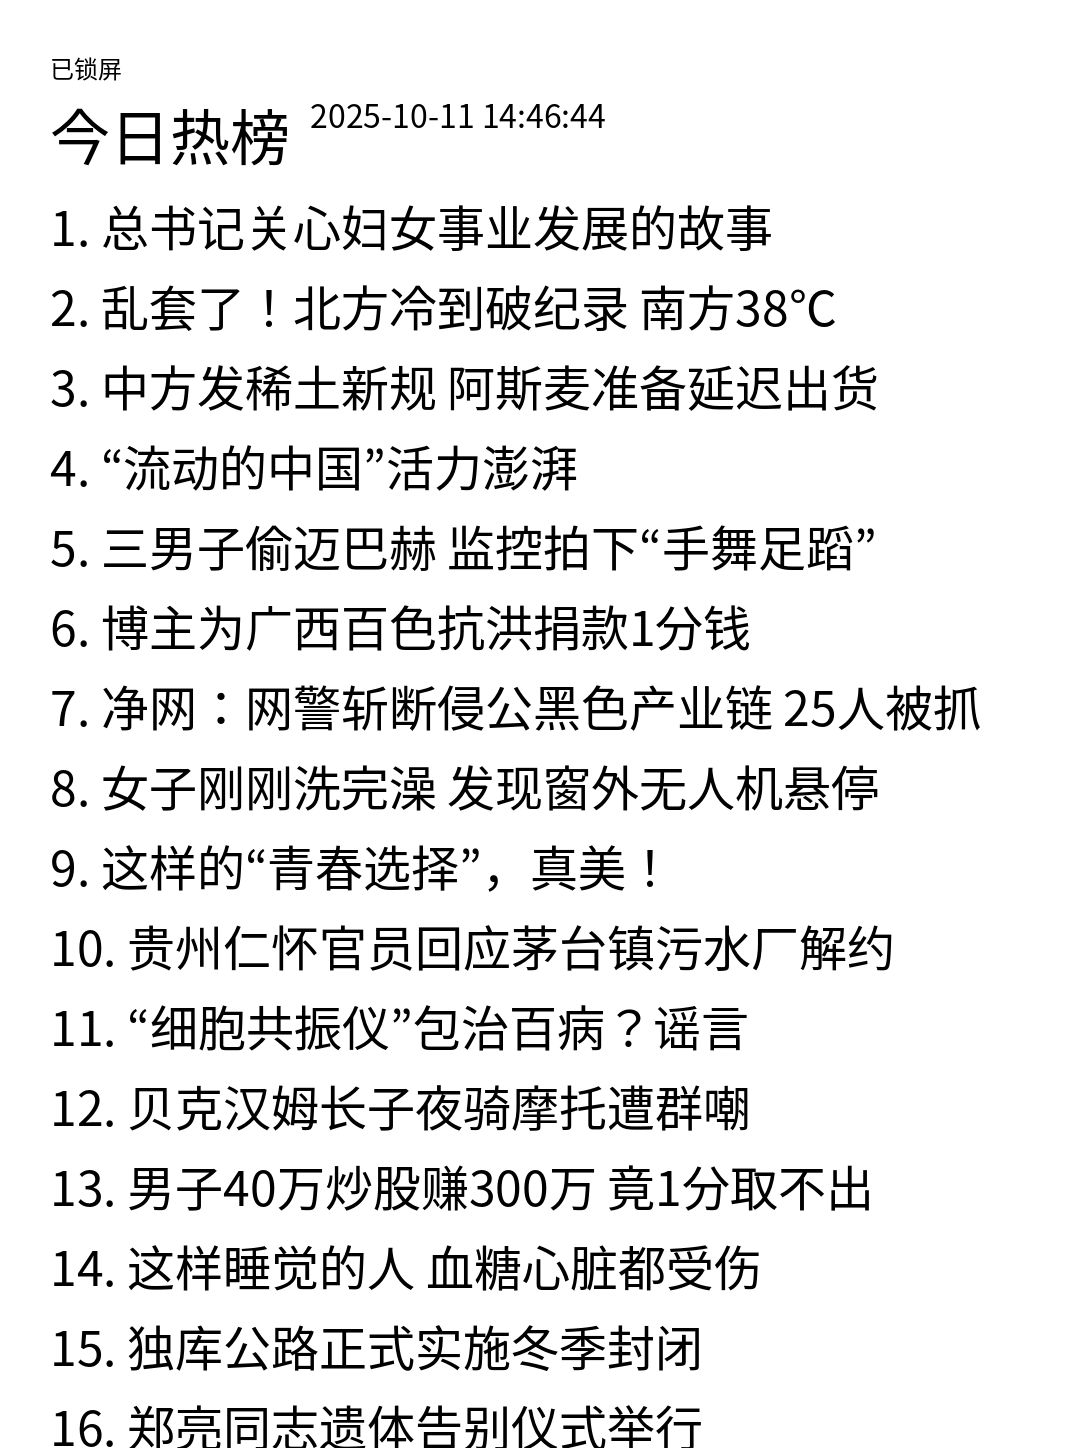 已锁屏
今日热榜 2025-10-11 14:46:44
1. 总书记关心妇女事业发展的故事
2. 乱套了！北方冷到破纪录 南方38℃
3. 中方发稀土新规 阿斯麦准备延迟出货
4. “流动的中国”活力澎湃
5. 三男子偷迈巴赫 监控拍下“手舞足蹈”
6. 博主为广西百色抗洪捐款1分钱
7. 净网：网警斩断侵公黑色产业链 25人被抓
8. 女子刚刚洗完澡 发现窗外无人机悬停
9. 这样的“青春选择”，真美！
10. 贵州仁怀官员回应茅台镇污水厂解约
11. “细胞共振仪”包治百病？谣言
12. 贝克汉姆长子夜骑摩托遭群嘲
13. 男子40万炒股赚300万 竟1分取不出
14. 这样睡觉的人 血糖心脏都受伤
15. 独库公路正式实施冬季封闭
16. 郑亮同志遗体告别仪式举行